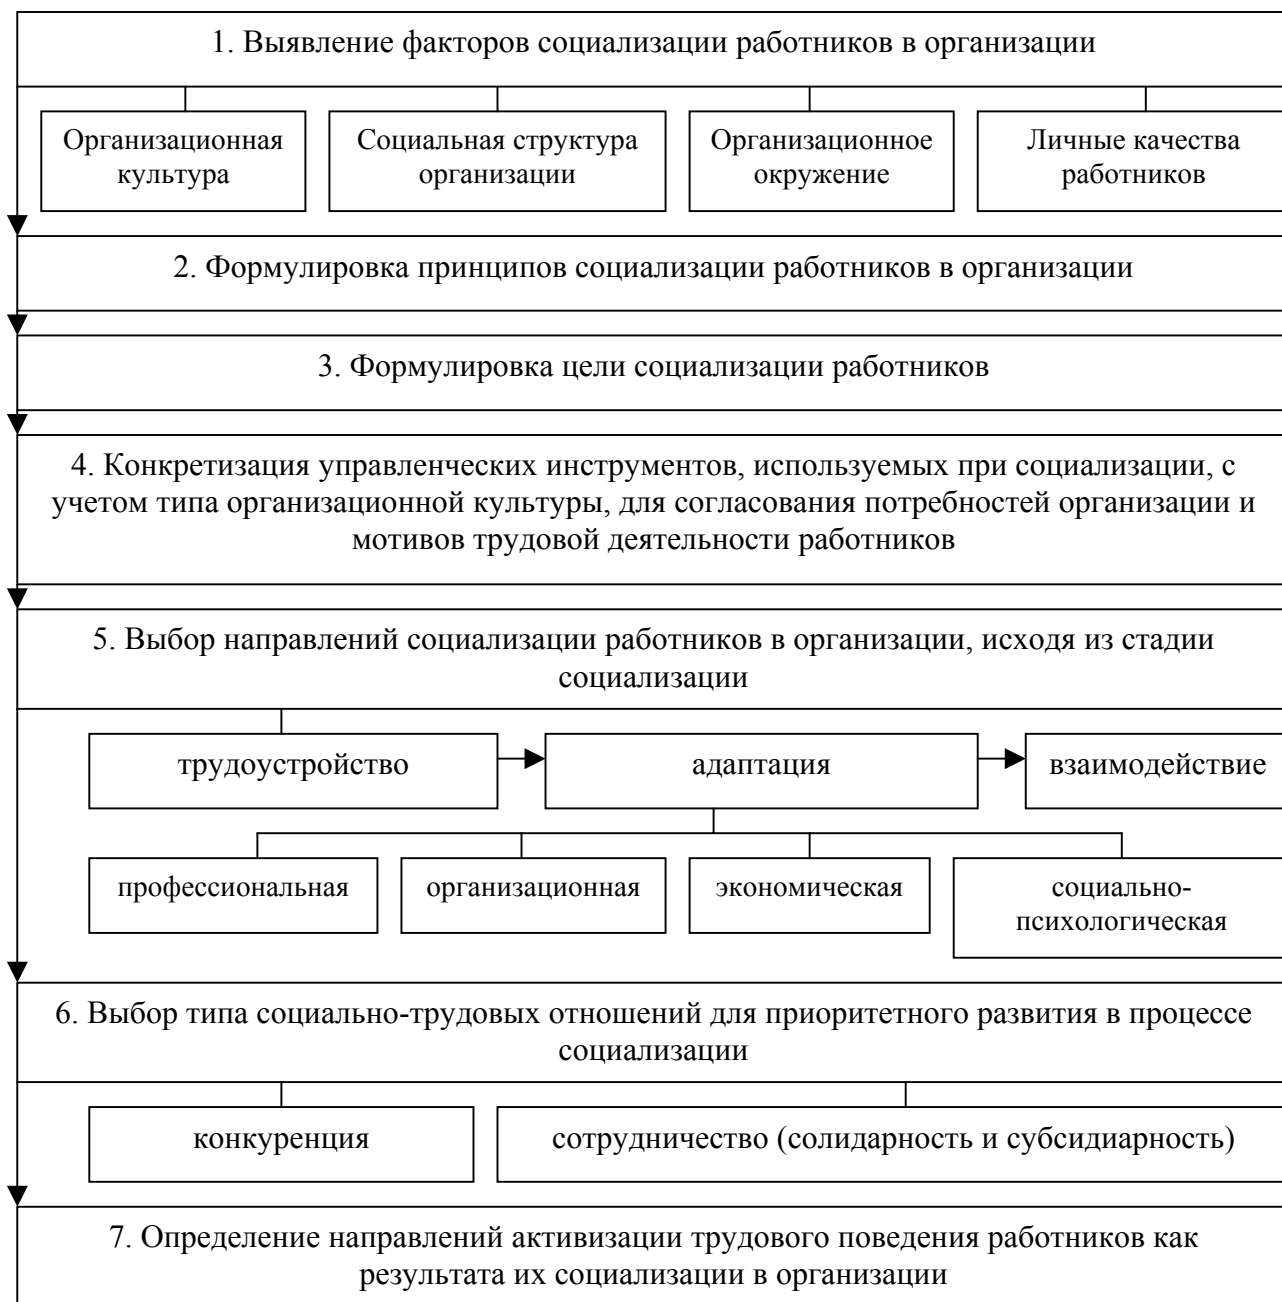 1. Выявление факторов социализации работников в организации
Организационная
культура
Социальная структура
организации
Организационное
окружение
Личные качества
работников
2. Формулировка принципов социализации работников в организации
3. Формулировка цели социализации работников
4. Конкретизация управленческих инструментов, используемых при социализации, с
учетом типа организационной культуры, для согласования потребностей организации и
мотивов трудовой деятельности работников
5. Выбор направлений социализации работников в организации, исходя из стадии
социализации
трудоустройство
адаптация
взаимодействие
профессиональная
организационная
экономическая
социально-
психологическая
6. Выбор типа социально-трудовых отношений для приоритетного развития в процессе
социализации
конкуренция
сотрудничество (солидарность и субсидиарность)
7. Определение направлений активизации трудового поведения работников как
результата их социализации в организации